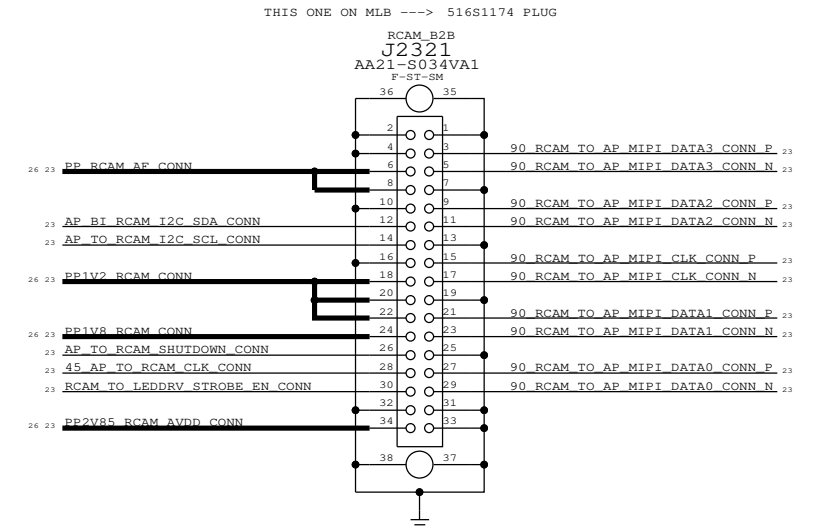 THIS ONE ON MLB ---> 516S1174 PLUG
RCAM_B2B
J2321
AA21-S034VA1
F-ST-SM
36 35
2 1
4 3 90_RCAM_TO_AP_MIPI_DATA3_CONN_P 23
26 23 PP_RCAM_AF_CONN 6 5 90_RCAM_TO_AP_MIPI_DATA3_CONN_N 23
8 7
10 9 90_RCAM_TO_AP_MIPI_DATA2_CONN_P 23
23 AP_BI_RCAM_I2C_SDA_CONN 12 11 90_RCAM_TO_AP_MIPI_DATA2_CONN_N 23
23 AP_TO_RCAM_I2C_SCL_CONN 14 13
16 15 90_RCAM_TO_AP_MIPI_CLK_CONN_P 23
26 23 PP1V2_RCAM_CONN 18 17 90_RCAM_TO_AP_MIPI_CLK_CONN_N 23
20 19
22 21 90_RCAM_TO_AP_MIPI_DATA1_CONN_P 23
26 23 PP1V8_RCAM_CONN 24 23 90_RCAM_TO_AP_MIPI_DATA1_CONN_N 23
23 AP_TO_RCAM_SHUTDOWN_CONN 26 25
23 45_AP_TO_RCAM_CLK_CONN 28 27 90_RCAM_TO_AP_MIPI_DATA0_CONN_P 23
23 RCAM_TO_LEDDRV_STROBE_EN_CONN 30 29 90_RCAM_TO_AP_MIPI_DATA0_CONN_N 23
32 31
26 23 PP2V85_RCAM_AVDD_CONN 34 33
38 37